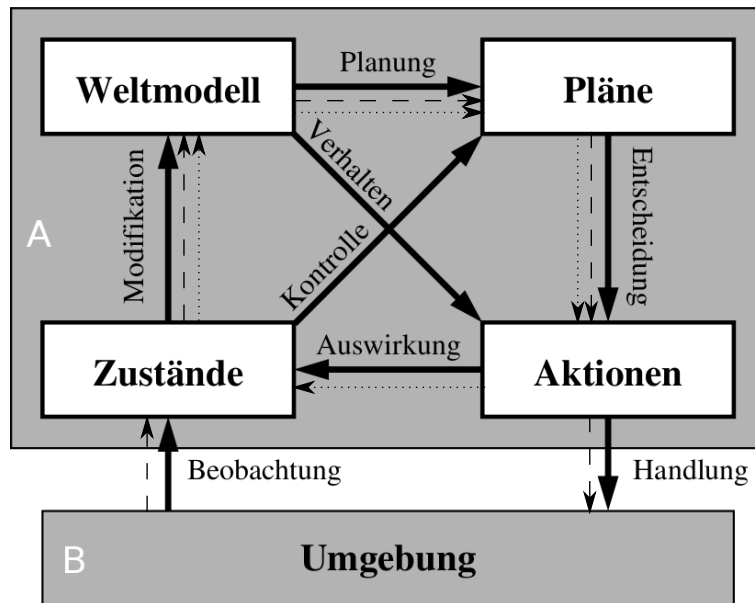 Planung
Weltmodell
Pläne
Verhalten
Modifikation
Entscheidung
A
Kontrolle
Auswirkung
Zustände
Aktionen
Beobachtung
Handlung
B
Umgebung